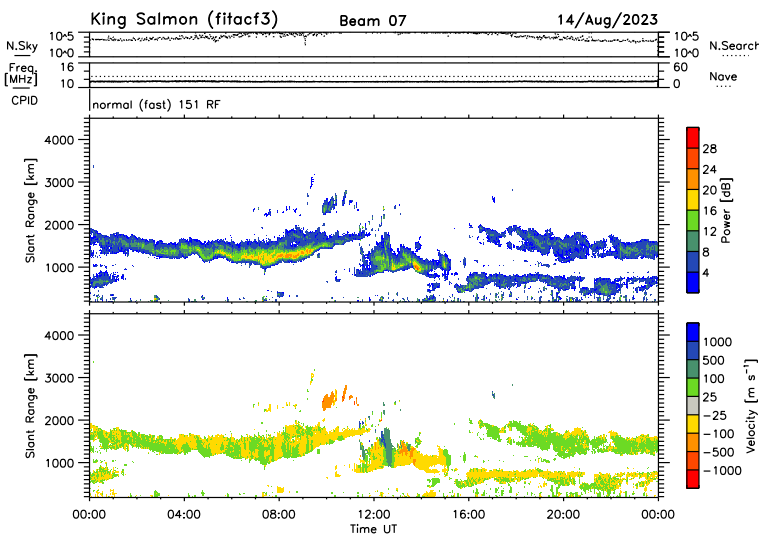 King Salmon (fitacf3) Beam 07 14/Aug/2023
N.Sky 10^5 10^0 10^5 10^0 N.Search
Freq. [MHz] 16 10 60 0 Nave
CPID normal (fast) 151 RF
Slant Range [km] 4000 3000 2000 1000
Power [dB] 28 24 20 16 12 8 4
Slant Range [km] 4000 3000 2000 1000
Velocity [m s⁻¹] 1000 500 100 25 −25 −100 −500 −1000
00:00 04:00 08:00 12:00 16:00 20:00 00:00
Time UT